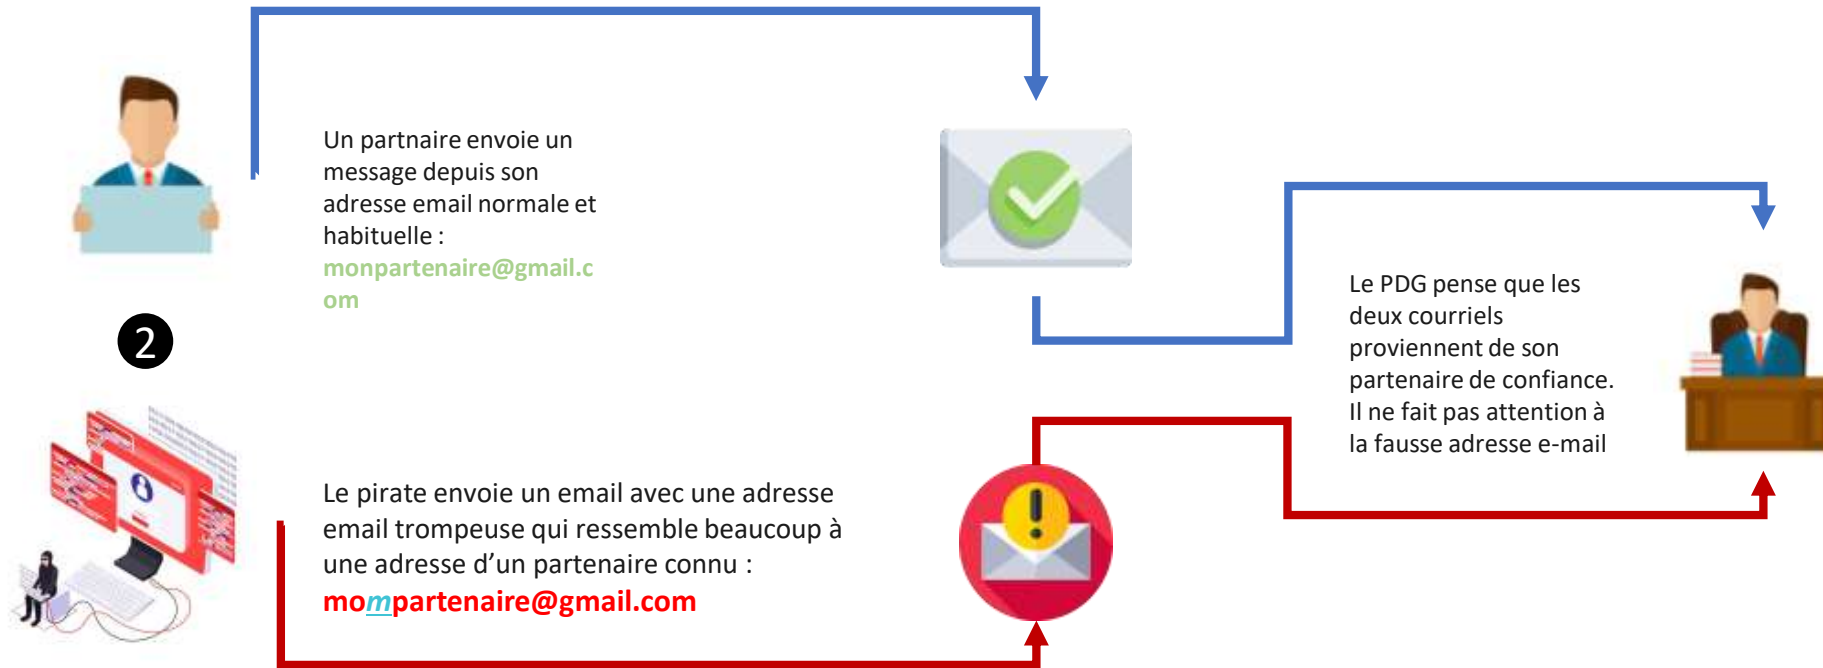 Un partnaire envoie un
message depuis son
adresse email normale et
habituelle :
monpartenaire@gmail.c
om
2
Le pirate envoie un email avec une adresse
email trompeuse qui ressemble beaucoup à
une adresse d’un partenaire connu :
mompartenaire@gmail.com
Le PDG pense que les
deux courriels
proviennent de son
partenaire de confiance.
Il ne fait pas attention à
la fausse adresse e-mail